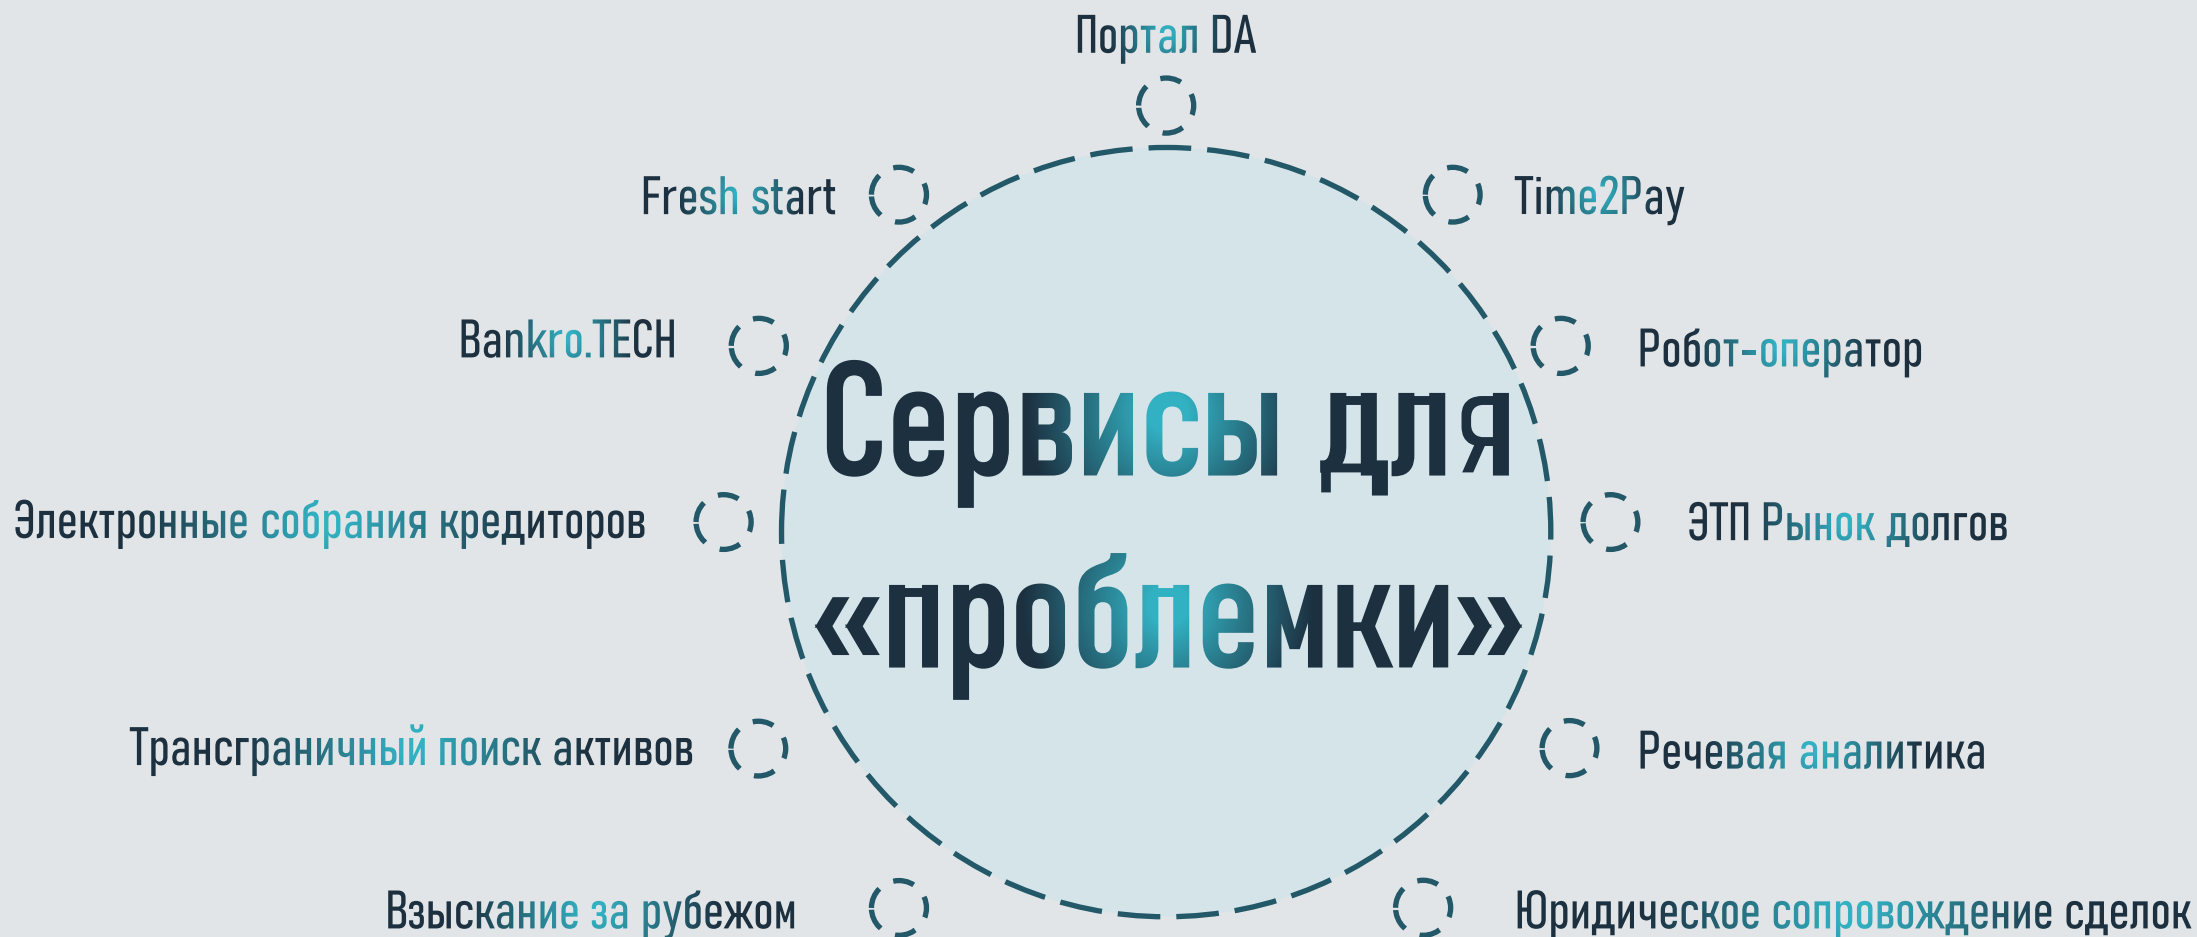 Портал DA
Fresh start
Time2Pay
Bankro.TECH
Робот-оператор
Сервисы для
«проблемки»
Электронные собрания кредиторов
ЭТП Рынок долгов
Трансграничный поиск активов
Речевая аналитика
Взыскание за рубежом
Юридическое сопровождение сделок